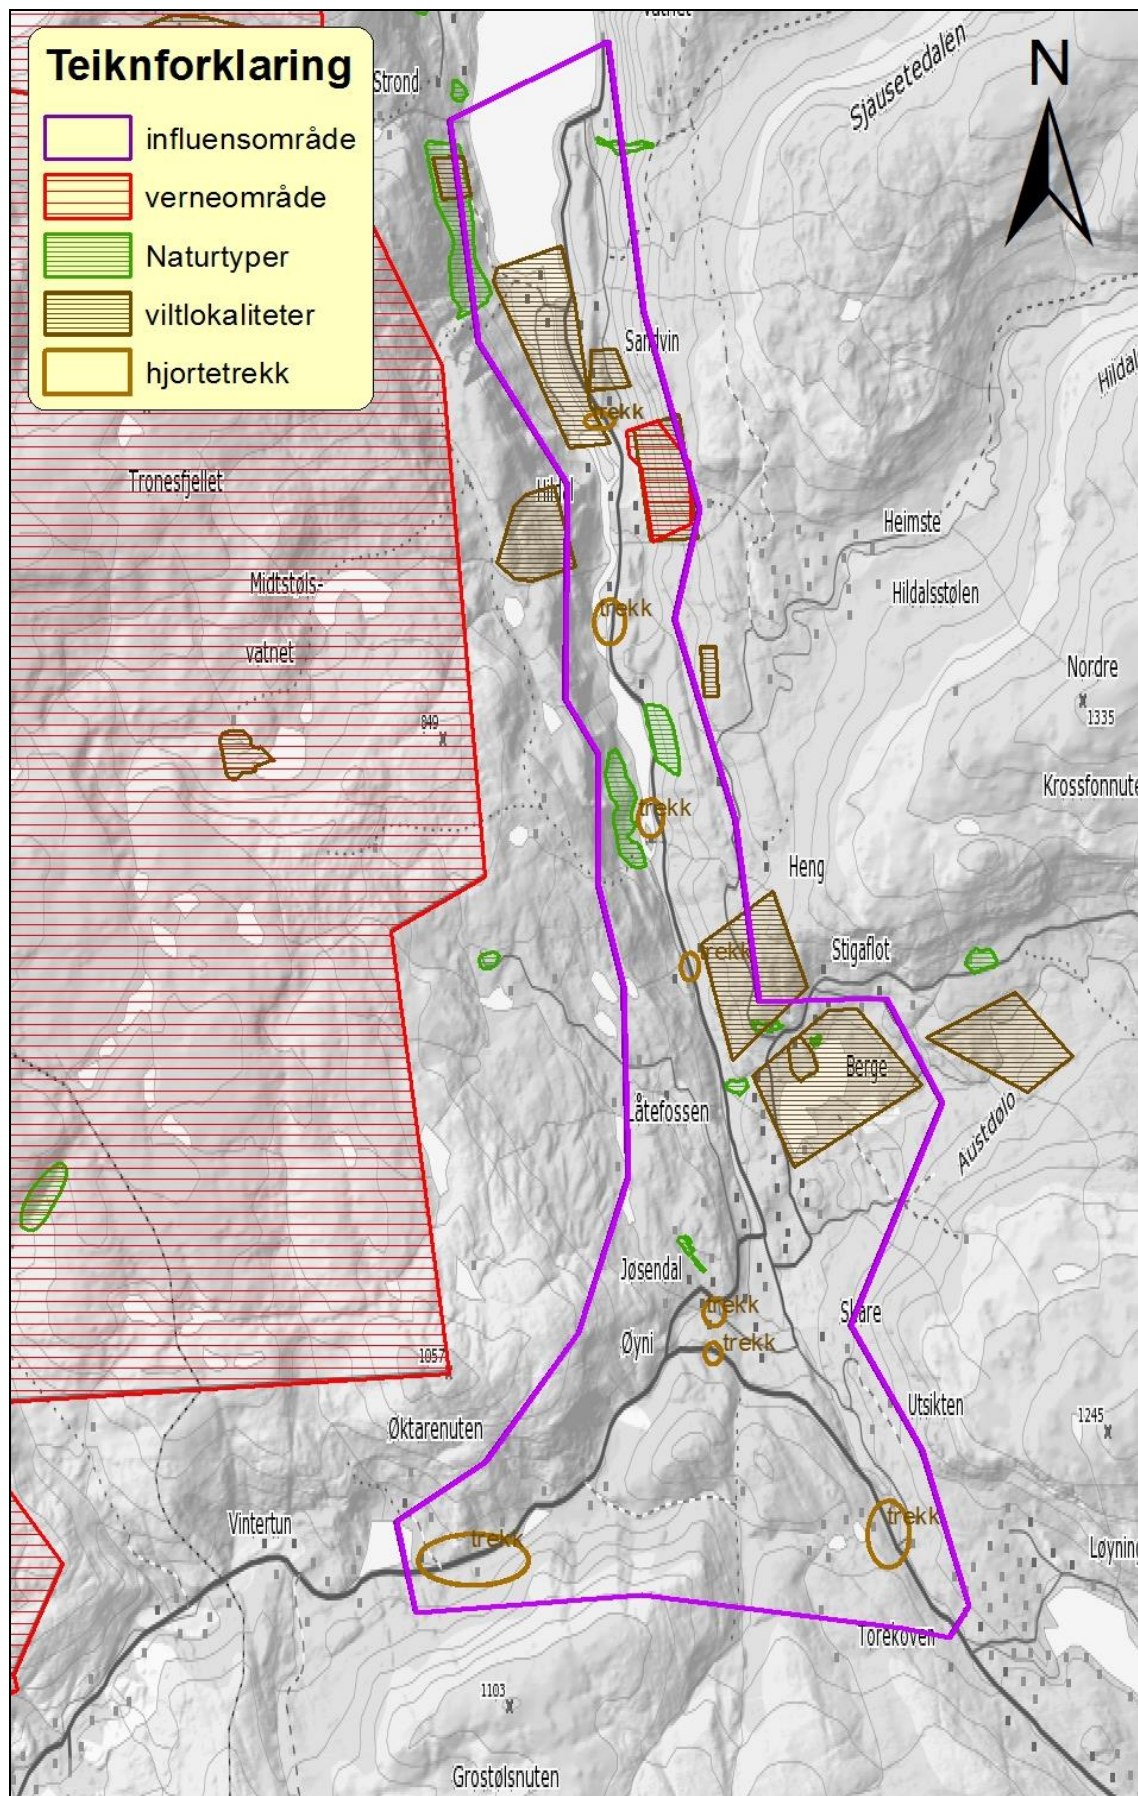 vatnet
Teiknforklaring
influensområde
verneområde
Naturtyper
viltlokaliteter
hjortetrekk
Strond
Sjausetedalen
N
Sandvin
trekk
Tronesfjellet
Heimste
Hildalsstølen
Midtstøls-
vatnet
trekk
Nordre
1335
849
Krossfonnute
trekk
Heng
Stigaflot
trekk
Berge
Låtefossen
Austdølo
Jøsendal
trekk
Skare
Øyni
trekk
1057
Utsikten
1245
Øktarenuten
Vintertun
trekk
trekk
Løyning
Torekoven
1103
Grostølsnuten